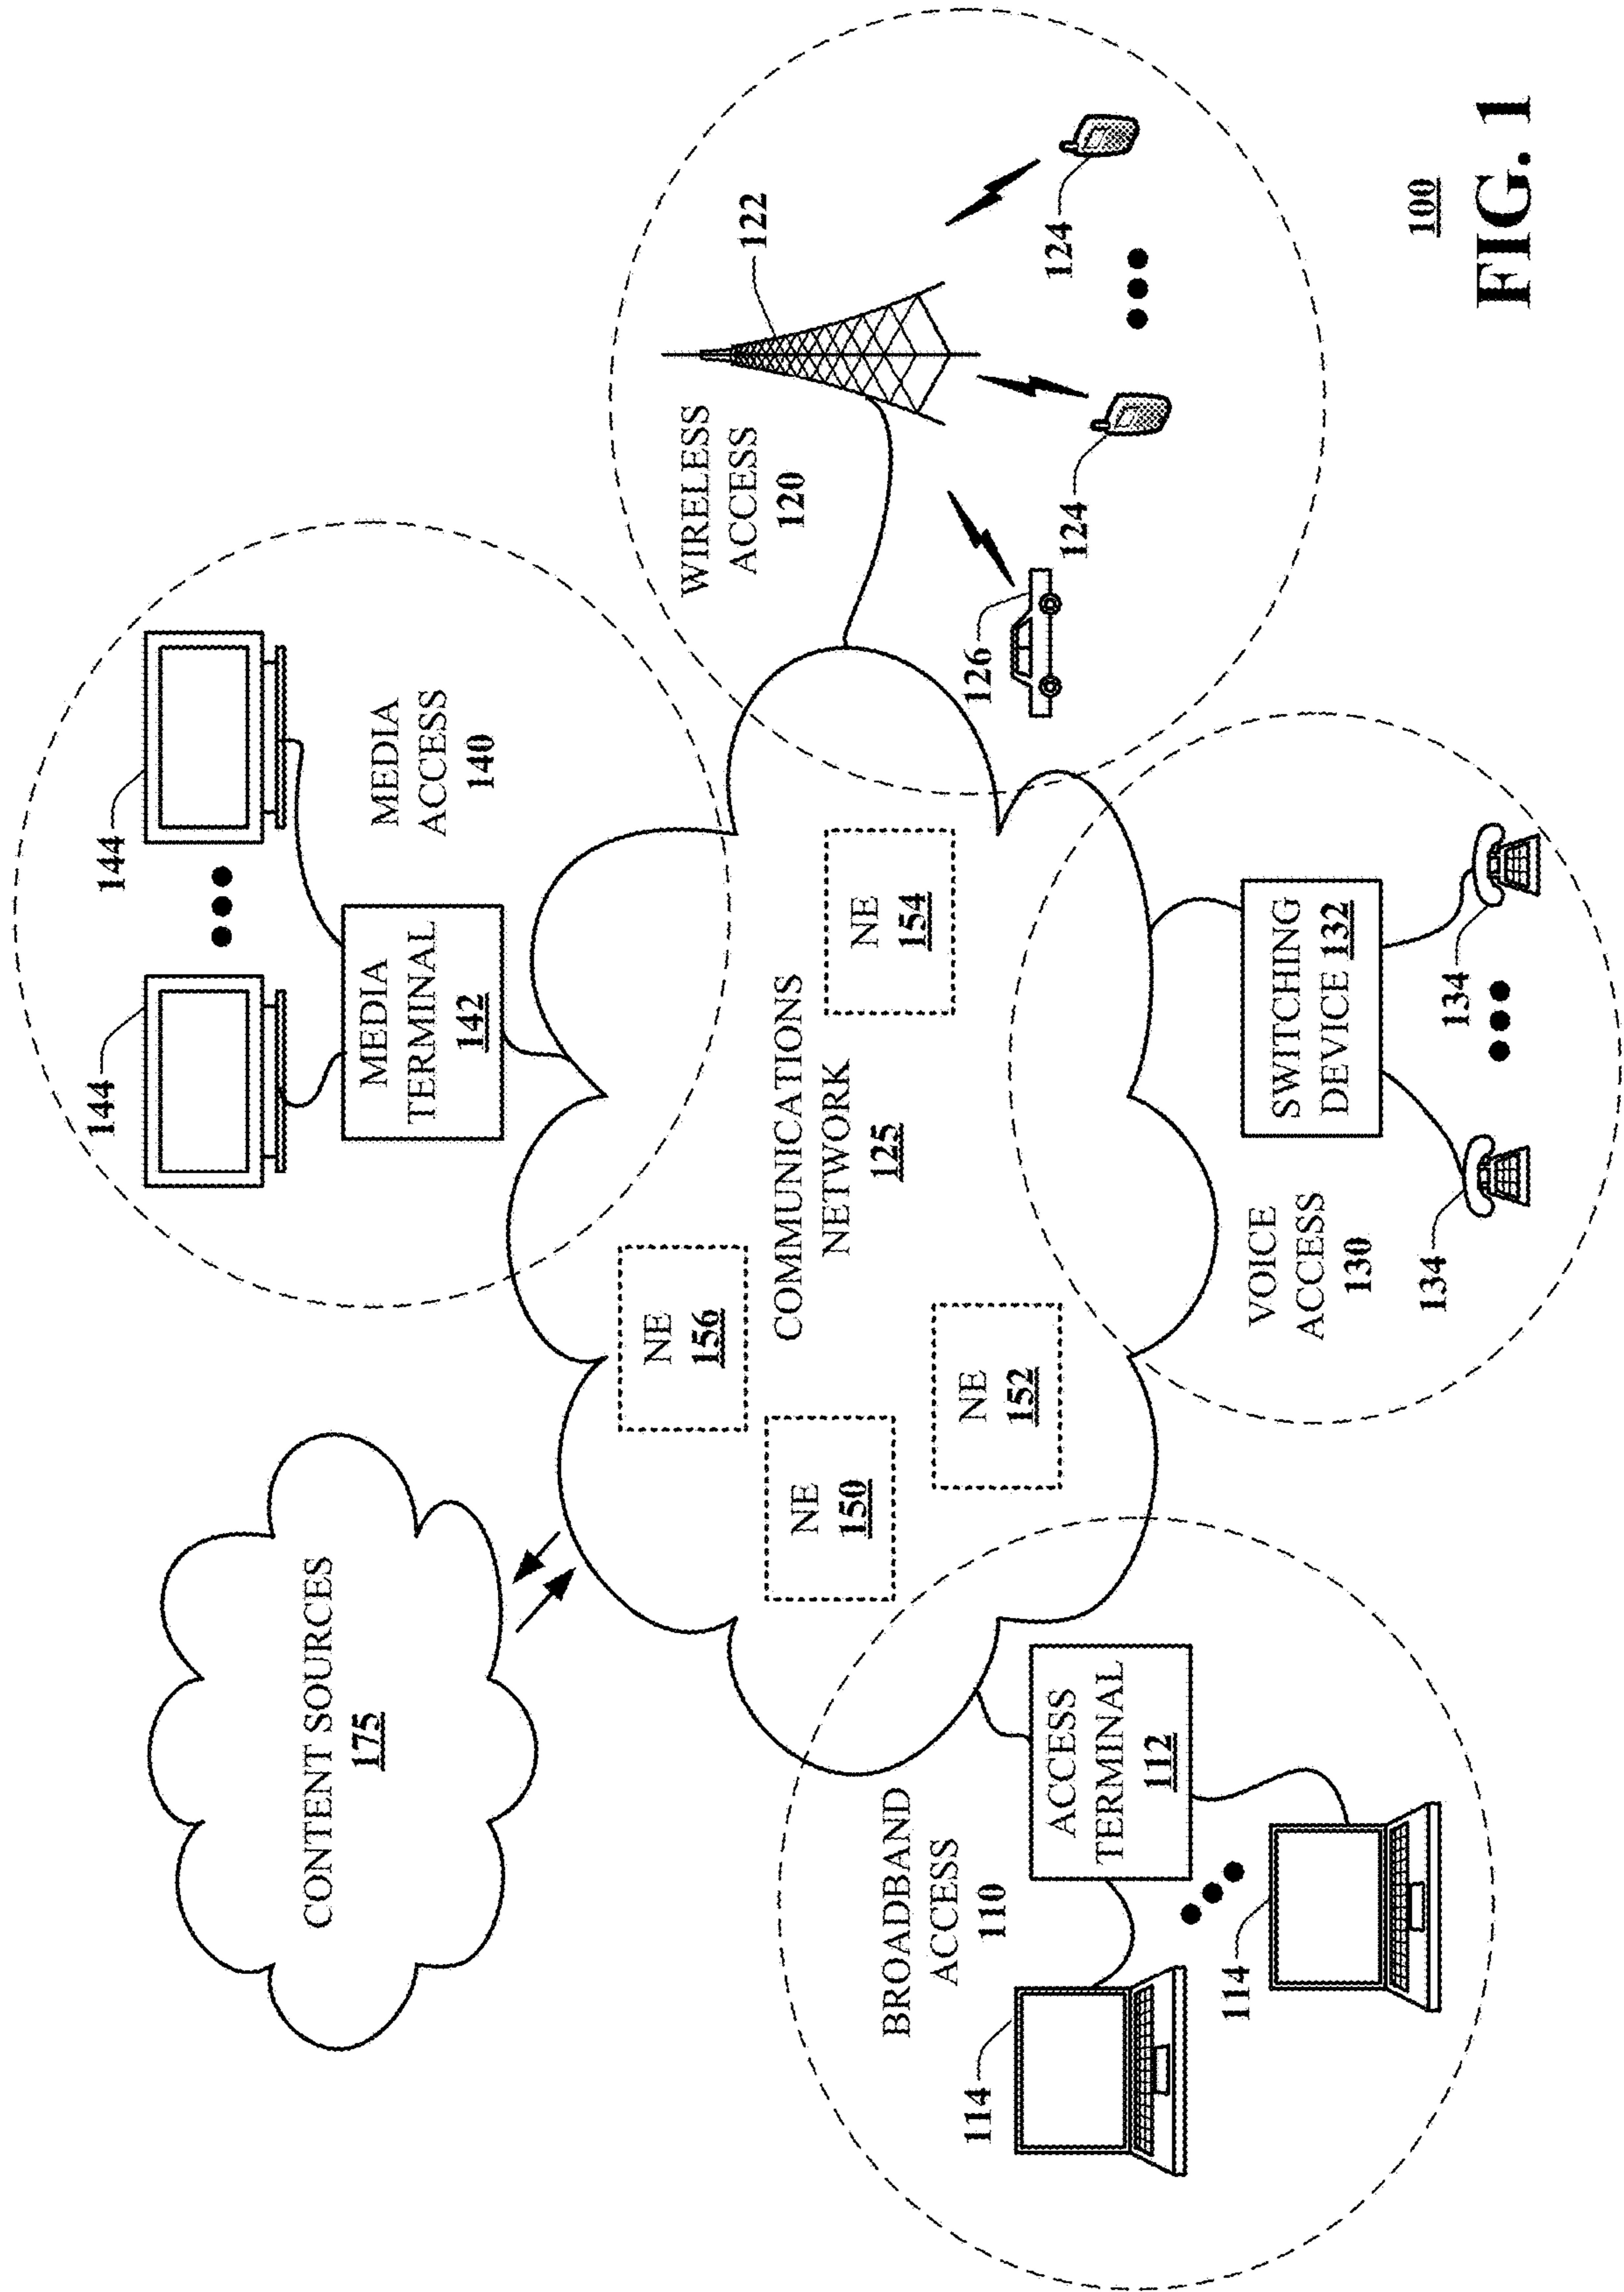 CONTENT SOURCES
175
144
144
MEDIA
TERMINAL
142
MEDIA
ACCESS
140
BROADBAND
ACCESS
110
114
114
ACCESS
TERMINAL
112
NE
150
NE
156
NE
152
COMMUNICATIONS
NETWORK
125
NE
154
WIRELESS
ACCESS
120
122
126
124
124
VOICE
ACCESS
130
SWITCHING
DEVICE 132
134
134
100
FIG. 1